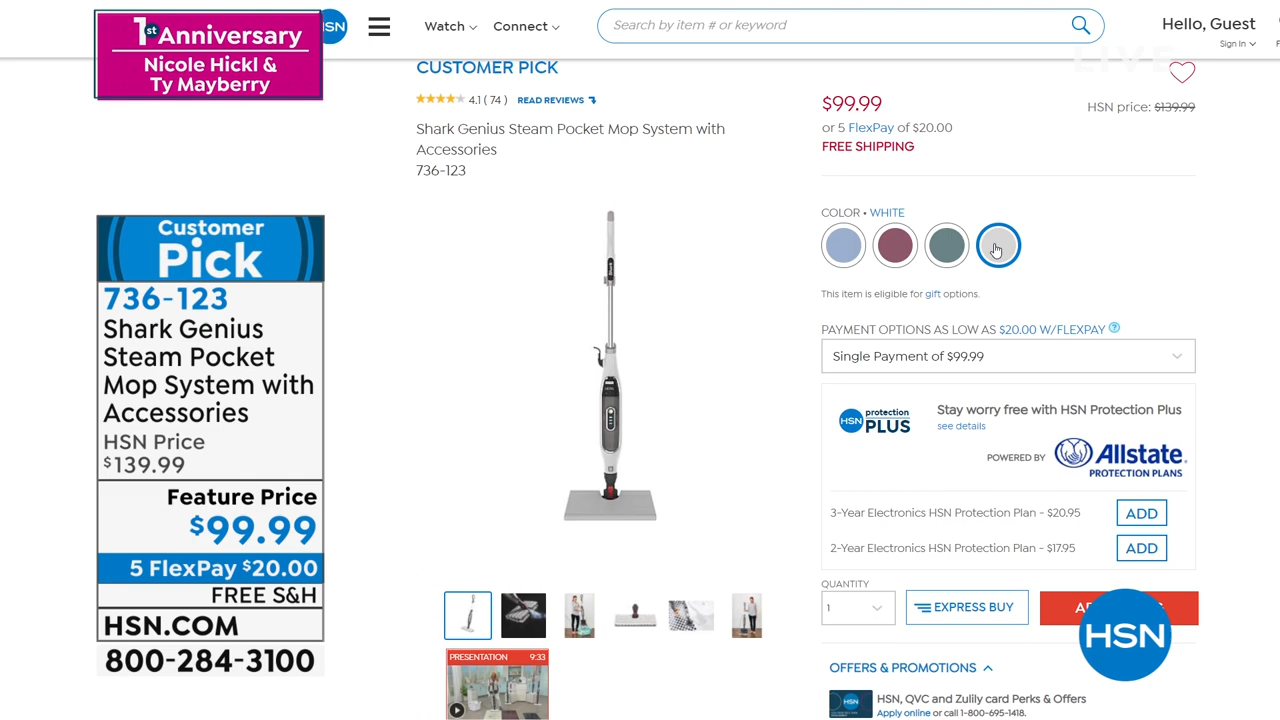 1st Anniversary
Nicole Hickl &
Ty Mayberry
Watch
Connect
Search by item # or keyword
Hello, Guest
Sign In
LIVE
CUSTOMER PICK
4.1 ( 74 ) READ REVIEWS
Shark Genius Steam Pocket Mop System with
Accessories
736-123
$99.99
HSN price: $139.99
or 5 FlexPay of $20.00
FREE SHIPPING
COLOR • WHITE
This item is eligible for gift options.
PAYMENT OPTIONS AS LOW AS $20.00 W/FLEXPAY ?
Single Payment of $99.99
HSN protection PLUS
Stay worry free with HSN Protection Plus
see details
POWERED BY Allstate
PROTECTION PLANS
3-Year Electronics HSN Protection Plan - $20.95 ADD
2-Year Electronics HSN Protection Plan - $17.95 ADD
QUANTITY
1
EXPRESS BUY
HSN
OFFERS & PROMOTIONS
HSN, QVC and Zulily card Perks & Offers
Apply online or call 1-800-695-1418.
PRESENTATION 9:33
Customer
Pick
736-123
Shark Genius
Steam Pocket
Mop System with
Accessories
HSN Price
$139.99
Feature Price
$99.99
5 FlexPay $20.00
FREE S&H
HSN.COM
800-284-3100